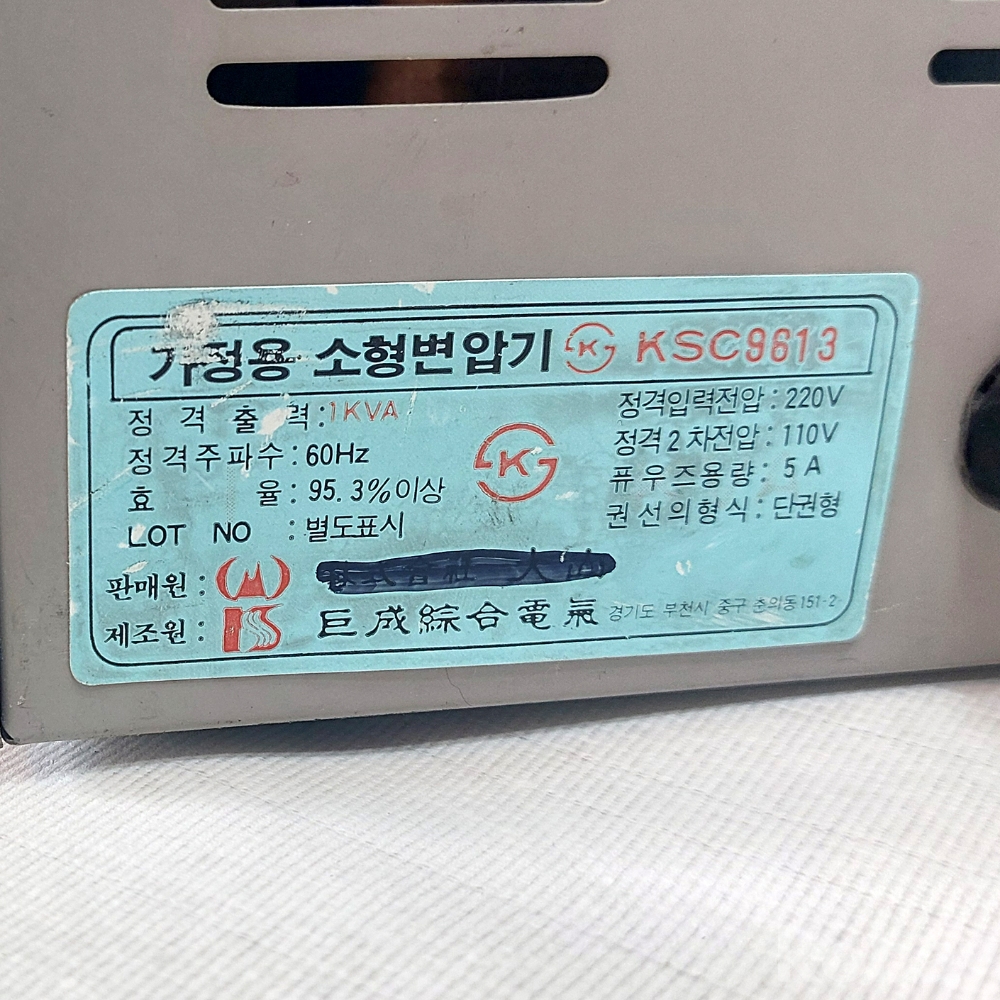 가정용 소형변압기 K KSC9613
정격출력:1KVA
정격주파수:60Hz
효율:95.3%이상
LOT NO :별도표시
K
정격입력전압:220V
정격2차전압:110V
퓨우즈용량:5A
권선의형식:단권형
판매원:
제조원: 巨成綜合電氣 경기도 부천시 중구 춘의동151-2